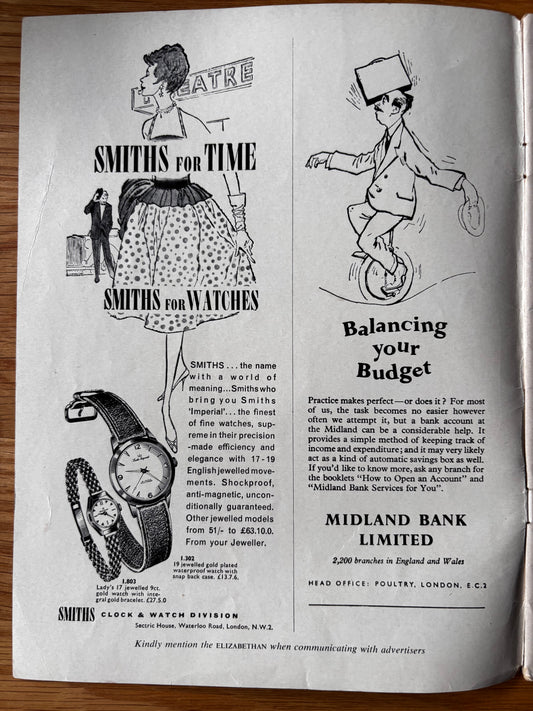 THEATRE
SMITHS FOR TIME
SMITHS FOR WATCHES
SMITHS ... the name
with a world of
meaning... Smiths who
bring you Smiths
'Imperial'... the finest
of fine watches, sup-
reme in their precision
-made efficiency and
elegance with 17-19
English jewelled move-
ments. Shockproof,
anti-magnetic, uncon-
ditionally guaranteed.
Other jewelled models
from 51/- to £63.10.0.
From your Jeweller.
1.302
19 jewelled gold plated
waterproof watch with
snap back case. £13.7.6.
1.803
Lady's 17 jewelled 9ct.
gold watch with inte-
gral gold bracelet. £27.5.0
SMITHS CLOCK & WATCH DIVISION
Sectric House, Waterloo Road, London, N.W.2.
Balancing
your
Budget
Practice makes perfect—or does it? For most
of us, the task becomes no easier however
often we attempt it, but a bank account at
the Midland can be a considerable help. It
provides a simple method of keeping track of
income and expenditure; and it may very likely
act as a kind of automatic savings box as well.
If you'd like to know more, ask any branch for
the booklets "How to Open an Account" and
"Midland Bank Services for You".
MIDLAND BANK
LIMITED
2,200 branches in England and Wales
HEAD OFFICE: POULTRY, LONDON, E.C.2
Kindly mention the ELIZABETHAN when communicating with advertisers